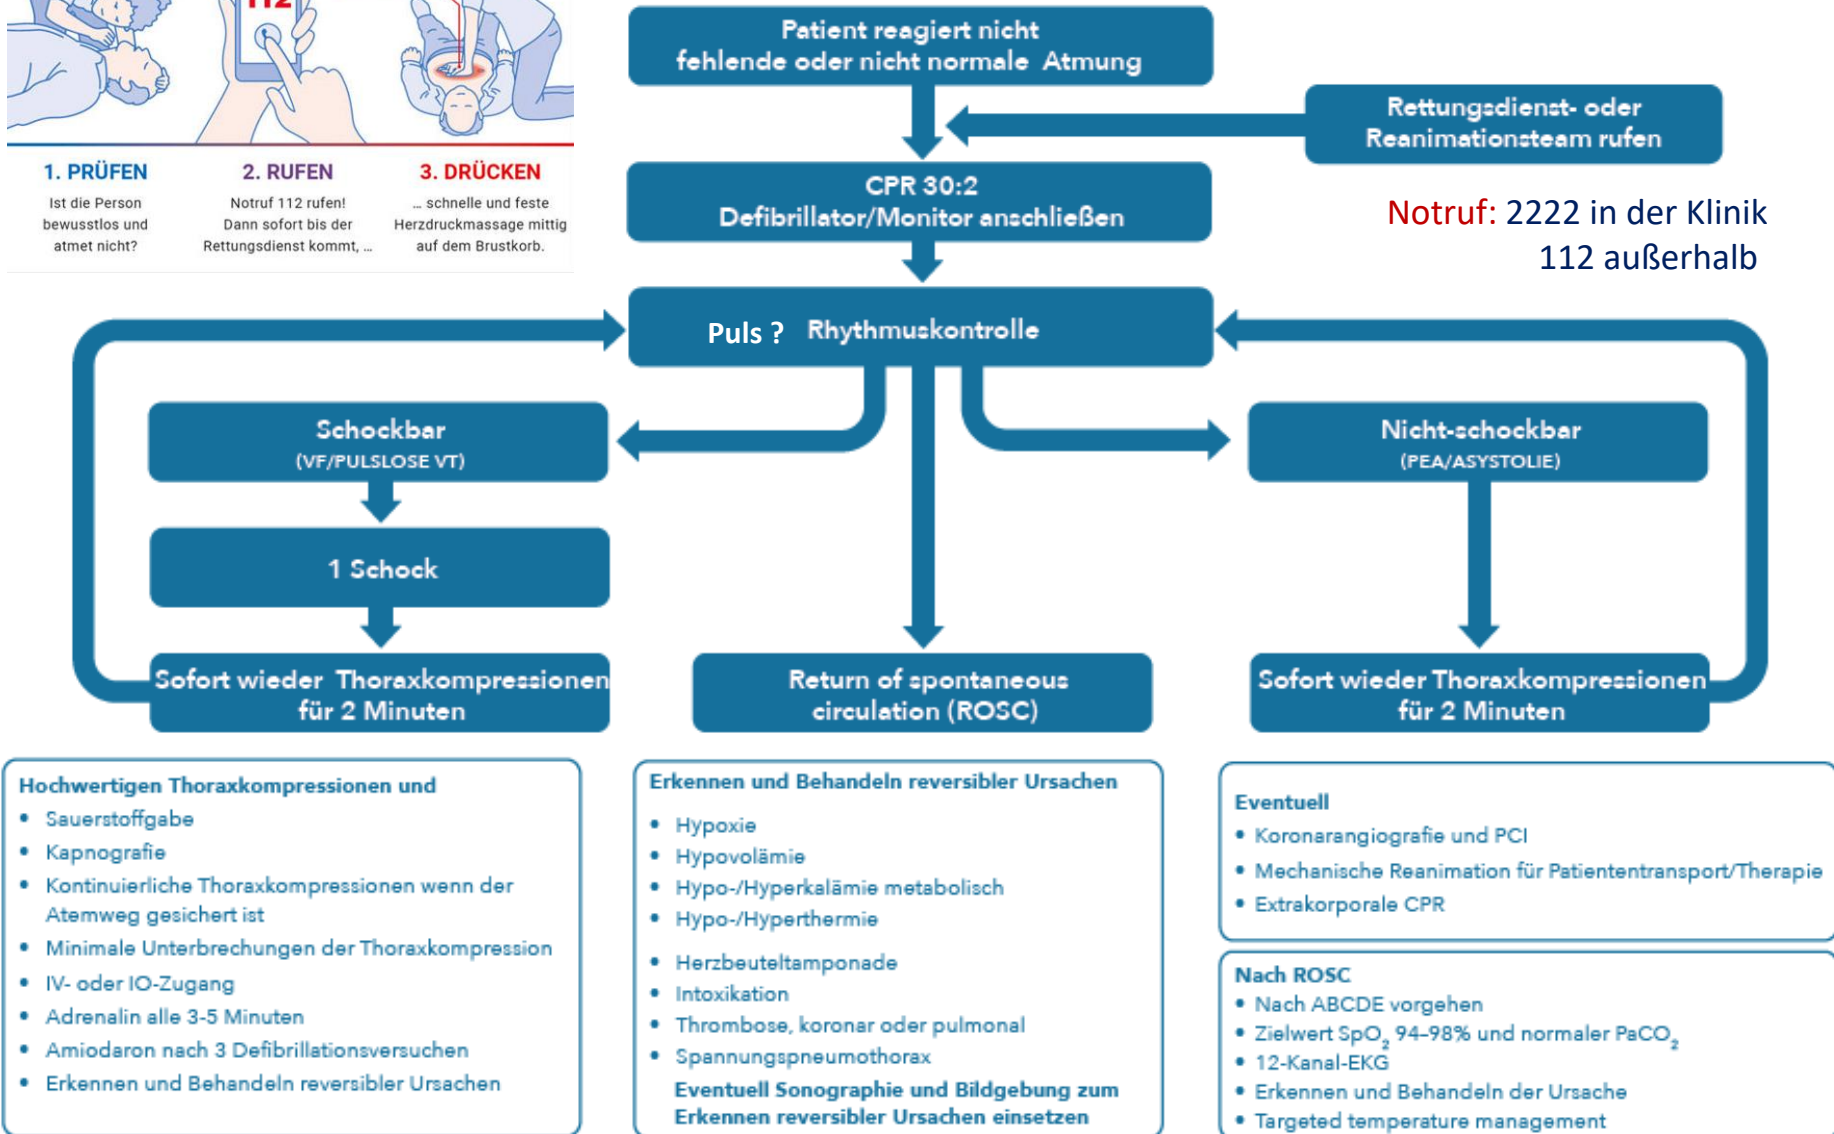 112
1. PRÜFEN
Ist die Person
bewusstlos und
atmet nicht?
2. RUFEN
Notruf 112 rufen!
Dann sofort bis der
Rettungsdienst kommt, ...
3. DRÜCKEN
... schnelle und feste
Herzdruckmassage mittig
auf dem Brustkorb.
Patient reagiert nicht
fehlende oder nicht normale Atmung
Rettungsdienst- oder
Reanimationsteam rufen
CPR 30:2
Defibrillator/Monitor anschließen
Notruf: 2222 in der Klinik
112 außerhalb
Puls ? Rhythmuskontrolle
Schockbar
(VF/PULSLOSE VT)
Nicht-schockbar
(PEA/ASYSTOLIE)
1 Schock
Sofort wieder Thoraxkompressionen
für 2 Minuten
Return of spontaneous
circulation (ROSC)
Sofort wieder Thoraxkompressionen
für 2 Minuten
Hochwertigen Thoraxkompressionen und
• Sauerstoffgabe
• Kapnografie
• Kontinuierliche Thoraxkompressionen wenn der
Atemweg gesichert ist
• Minimale Unterbrechungen der Thoraxkompression
• IV- oder IO-Zugang
• Adrenalin alle 3-5 Minuten
• Amiodaron nach 3 Defibrillationsversuchen
• Erkennen und Behandeln reversibler Ursachen
Erkennen und Behandeln reversibler Ursachen
• Hypoxie
• Hypovolämie
• Hypo-/Hyperkalämie metabolisch
• Hypo-/Hyperthermie
• Herzbeuteltamponade
• Intoxikation
• Thrombose, koronar oder pulmonal
• Spannungspneumothorax
Eventuell Sonographie und Bildgebung zum
Erkennen reversibler Ursachen einsetzen
Eventuell
• Koronarangiografie und PCI
• Mechanische Reanimation für Patiententransport/Therapie
• Extrakorporale CPR
Nach ROSC
• Nach ABCDE vorgehen
• Zielwert SpO₂ 94-98% und normaler PaCO₂
• 12-Kanal-EKG
• Erkennen und Behandeln der Ursache
• Targeted temperature management